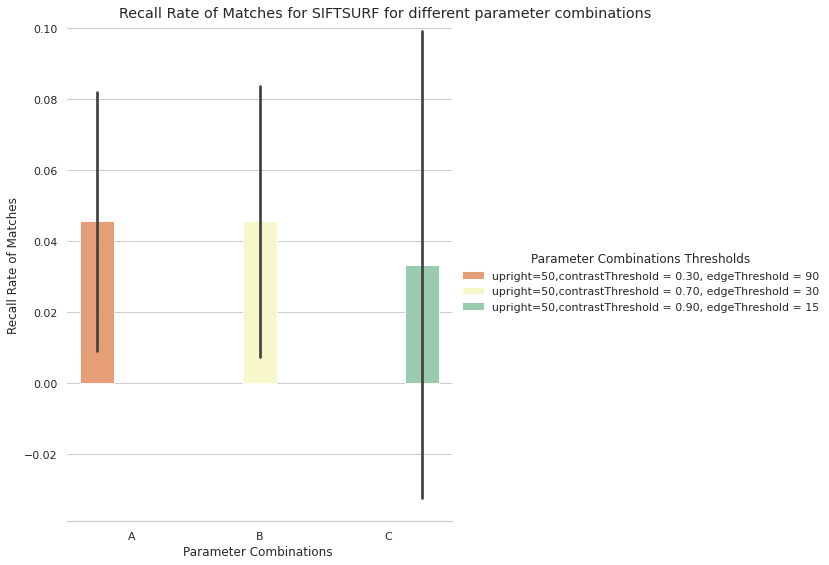 Recall Rate of Matches for SIFTSURF for different parameter combinations
0.10
0.08
0.06
0.04
0.02
0.00
−0.02
Recall Rate of Matches
A
B
C
Parameter Combinations
Parameter Combinations Thresholds
upright=50,contrastThreshold = 0.30, edgeThreshold = 90
upright=50,contrastThreshold = 0.70, edgeThreshold = 30
upright=50,contrastThreshold = 0.90, edgeThreshold = 15